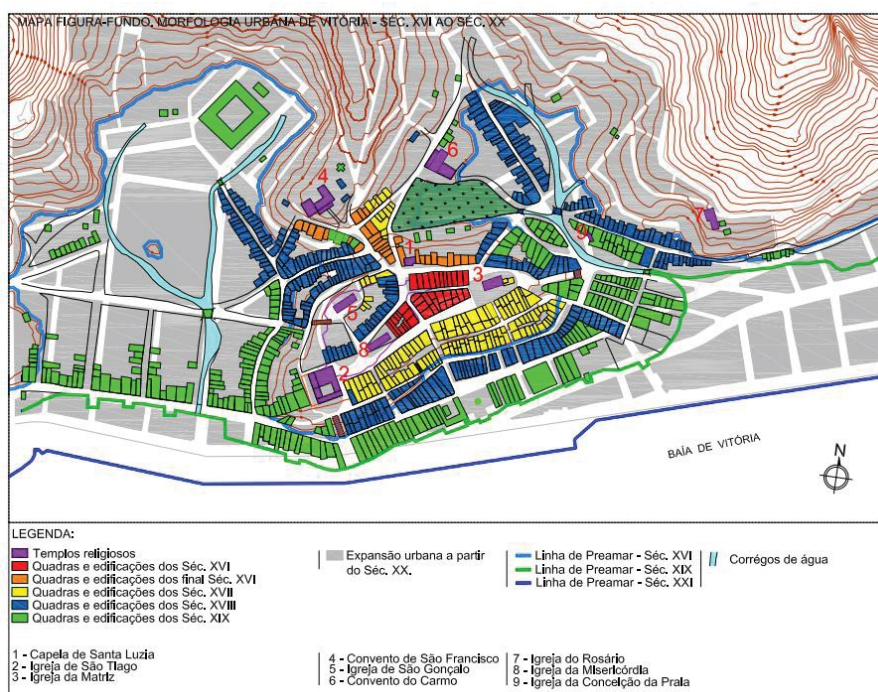 MAPA FIGURA-FUNDO. MORFOLOGIA URBANA DE VITÓRIA - SÉC. XVI AO SÉC. XX
4
6
7
9
1
3
5
8
2
BAÍA DE VITÓRIA
N
LEGENDA:
Templos religiosos
Quadras e edificações dos Séc. XVI
Quadras e edificações dos final Séc. XVI
Quadras e edificações dos Séc. XVII
Quadras e edificações dos Séc. XVIII
Quadras e edificações dos Séc. XIX
Expansão urbana a partir
do Séc. XX.
Linha de Preamar - Séc. XVI
Linha de Preamar - Séc. XIX
Linha de Preamar - Séc. XXI
Corrégos de água
1 - Capela de Santa Luzia
2 - Igreja de São Tiago
3 - Igreja da Matriz
4 - Convento de São Francisco
5 - Igreja de São Gonçalo
6 - Convento do Carmo
7 - Igreja do Rosário
8 - Igreja da Misericórdia
9 - Igreja da Conceição da Praia